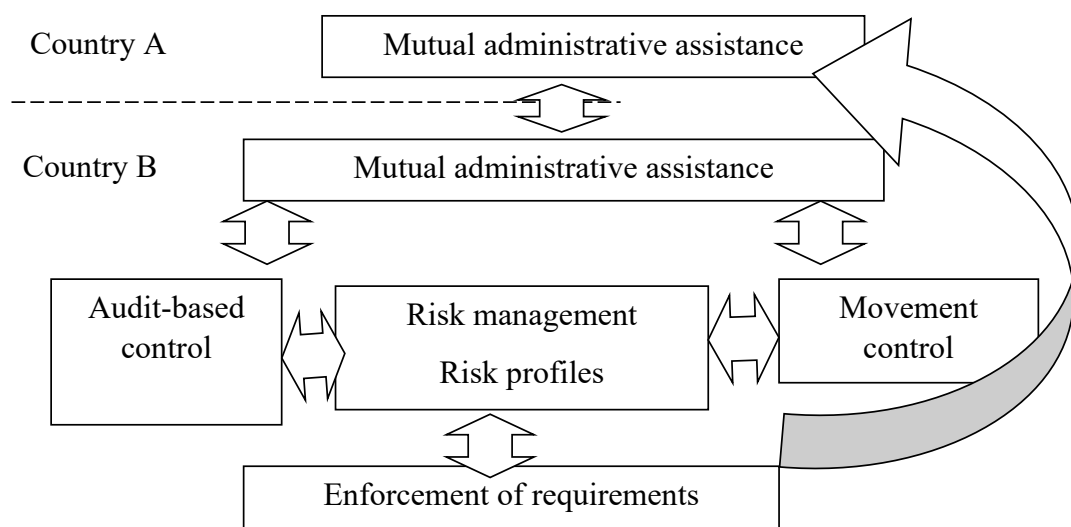 Country A
Mutual administrative assistance
Country B
Mutual administrative assistance
Audit-based
control
Risk management
Risk profiles
Movement
control
Enforcement of requirements